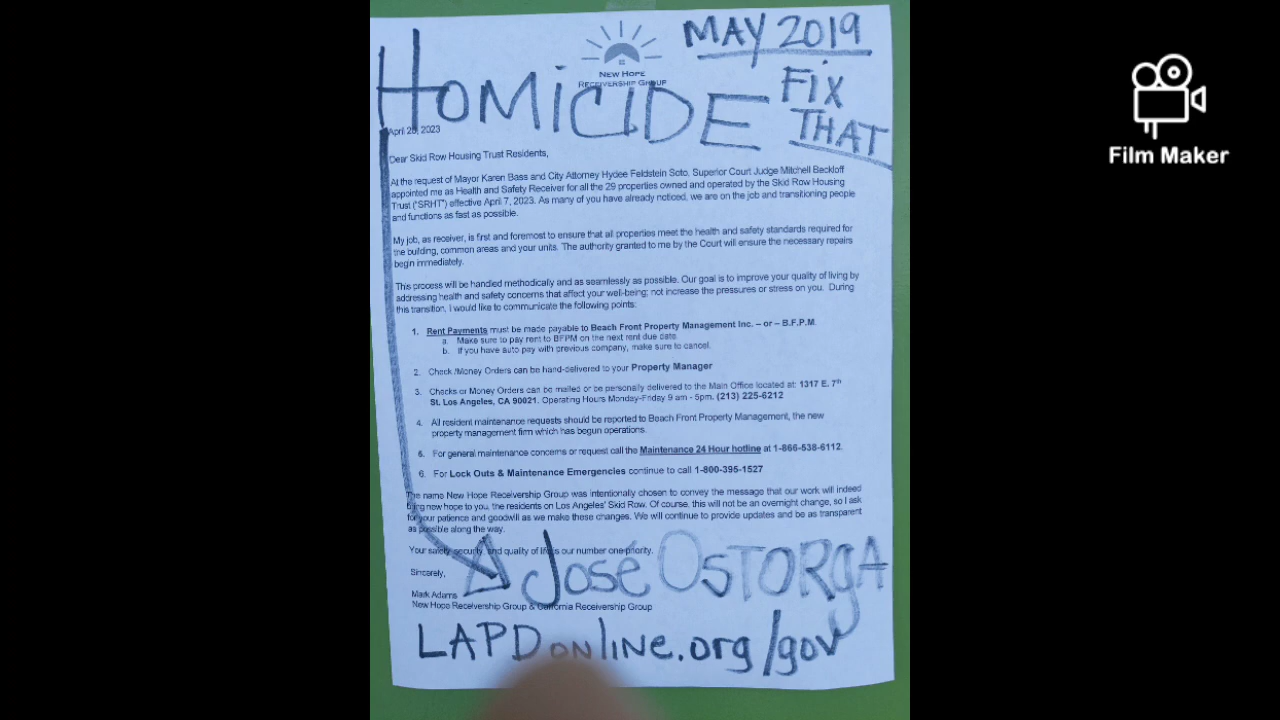 MAY 2019
NEW HOPE
RECEIVERSHIP GROUP
HOMiCIDE
FiX
THAT
April 20, 2023
Dear Skid Row Housing Trust Residents,
At the request of Mayor Karen Bass and City Attorney Hydee Feldstein Soto, Superior Court Judge Mitchell Beckloff
appointed me as Health and Safety Receiver for all the 29 properties owned and operated by the Skid Row Housing
Trust ("SRHT") effective April 7, 2023. As many of you have already noticed, we are on the job and transitioning people
and functions as fast as possible.
My job, as receiver, is first and foremost to ensure that all properties meet the health and safety standards required for
the building, common areas and your units. The authority granted to me by the Court will ensure the necessary repairs
begin immediately.
This process will be handled methodically and as seamlessly as possible. Our goal is to improve your quality of living by
addressing health and safety concerns that affect your well-being; not increase the pressures or stress on you. During
this transition, I would like to communicate the following points:
1. Rent Payments must be made payable to Beach Front Property Management Inc. – or – B.F.P.M.
a. Make sure to pay rent to BFPM on the next rent due date.
b. If you have auto pay with previous company, make sure to cancel.
2. Check /Money Orders can be hand-delivered to your Property Manager
3. Checks or Money Orders can be mailed or be personally delivered to the Main Office located at: 1317 E. 7th
St. Los Angeles, CA 90021. Operating Hours Monday-Friday 9 am - 5pm. (213) 225-6212
4. All resident maintenance requests should be reported to Beach Front Property Management, the new
property management firm which has begun operations.
5. For general maintenance concerns or request call the Maintenance 24 Hour hotline at 1-866-538-6112.
6. For Lock Outs & Maintenance Emergencies continue to call 1-800-395-1527
The name New Hope Receivership Group was intentionally chosen to convey the message that our work will indeed
bring new hope to you, the residents on Los Angeles' Skid Row. Of course, this will not be an overnight change, so I ask
for your patience and goodwill as we make these changes. We will continue to provide updates and be as transparent
as possible along the way.
Your safety, security, and quality of life is our number one priority.
Sincerely,
José OSTORgA
Mark Adams
New Hope Receivership Group & California Receivership Group
LAPDonLiNe.org/gov
Film Maker